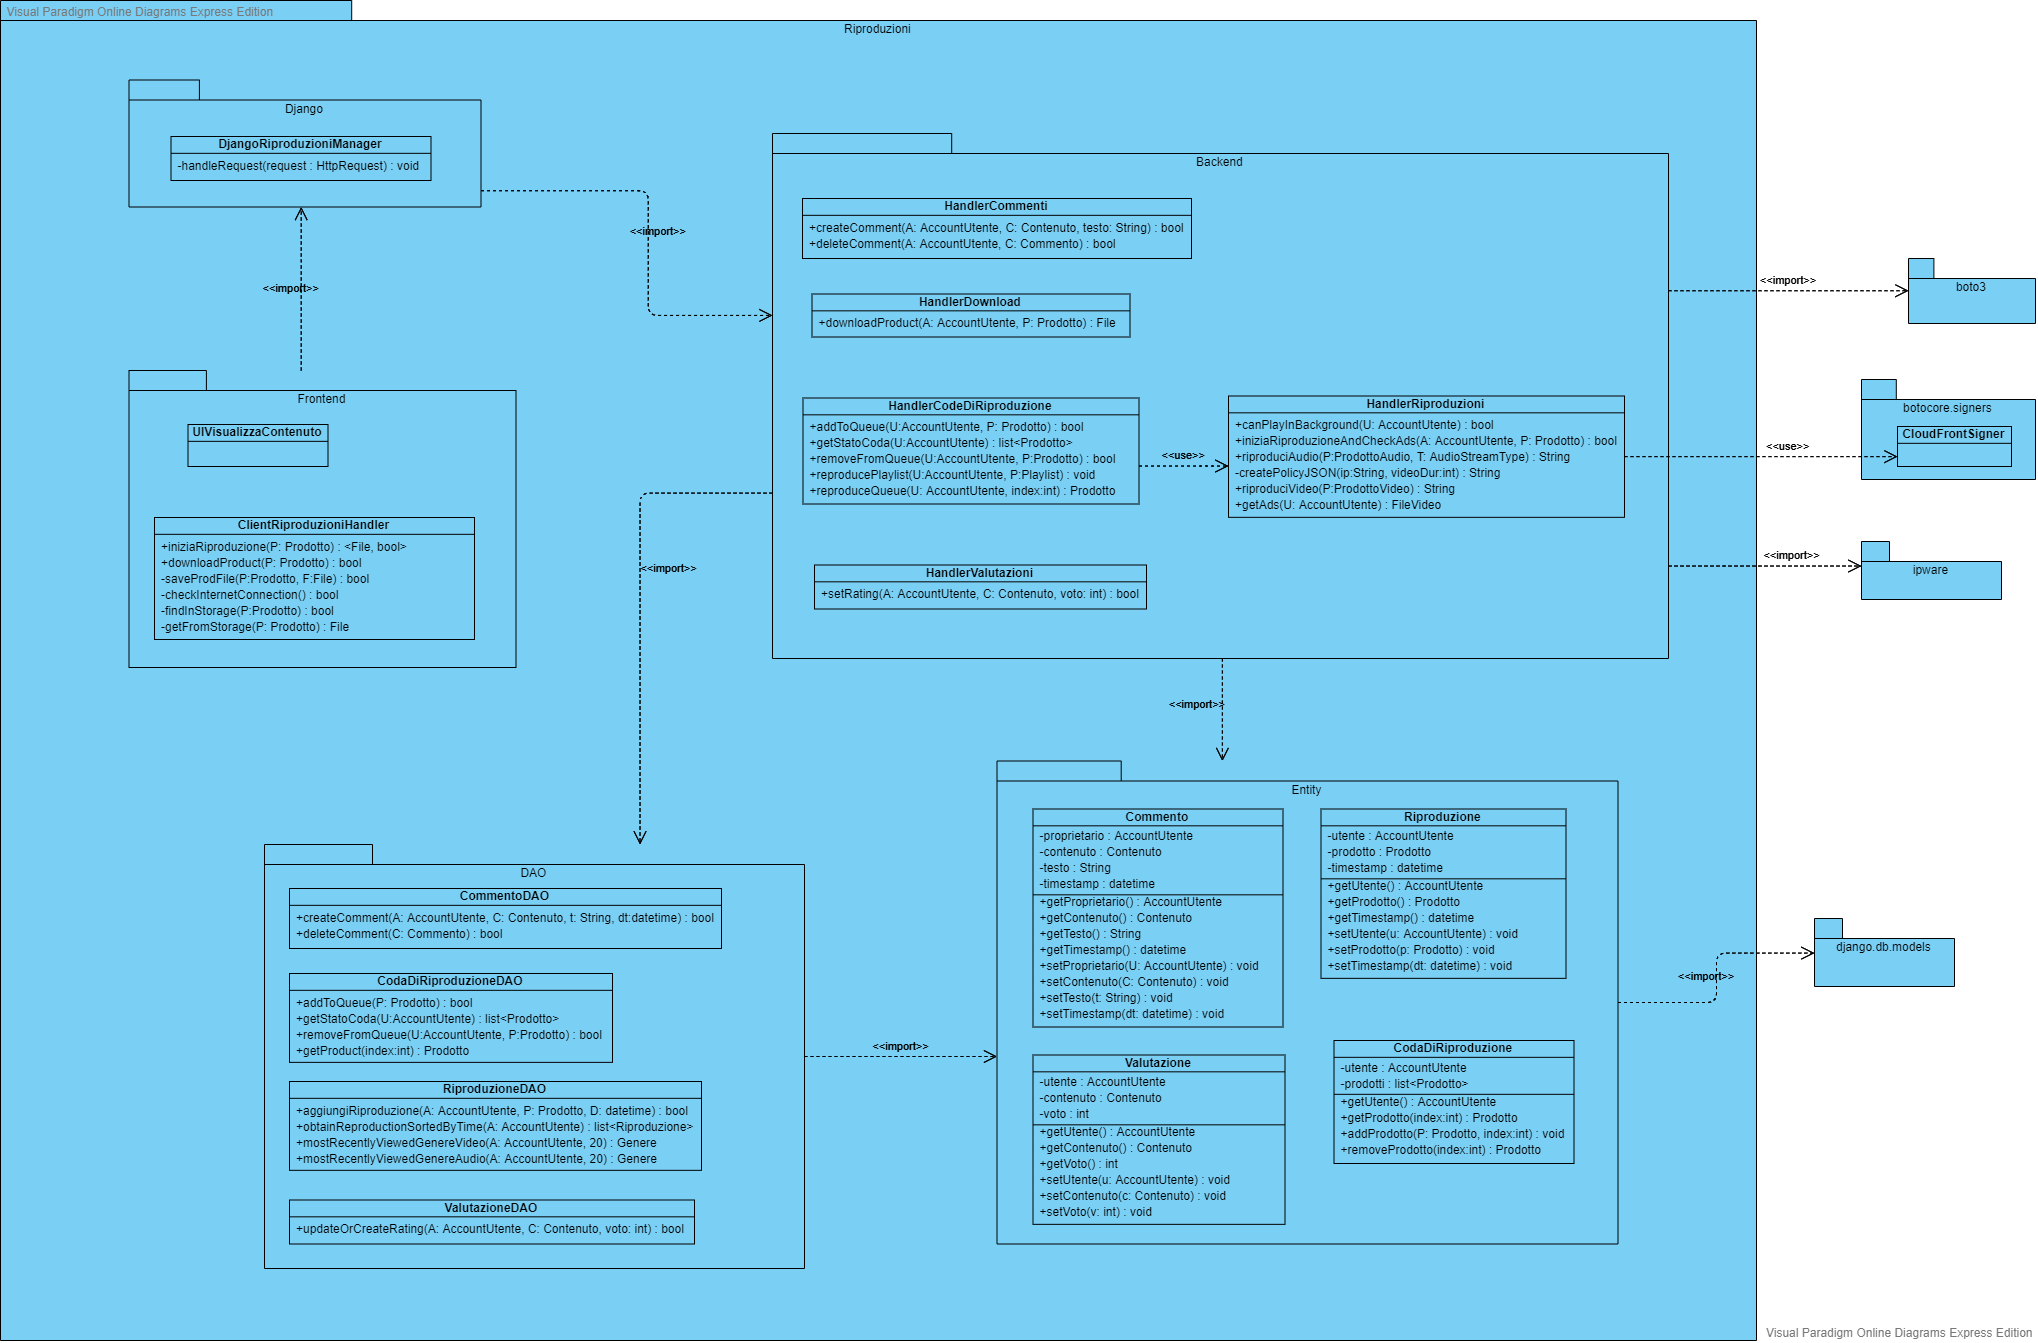 Visual Paradigm Online Diagrams Express Edition
Riproduzioni
Django
DjangoRiproduzioniManager
-handleRequest(request : HttpRequest) : void
<<import>>
<<import>>
Frontend
UIVisualizzaContenuto
ClientRiproduzioniHandler
+iniziaRiproduzione(P: Prodotto) : <File, bool>
+downloadProduct(P: Prodotto) : bool
-saveProdFile(P:Prodotto, F:File) : bool
-checkInternetConnection() : bool
-findInStorage(P:Prodotto) : bool
-getFromStorage(P: Prodotto) : File
Backend
HandlerCommenti
+createComment(A: AccountUtente, C: Contenuto, testo: String) : bool
+deleteComment(A: AccountUtente, C: Commento) : bool
HandlerDownload
+downloadProduct(A: AccountUtente, P: Prodotto) : File
HandlerCodeDiRiproduzione
+addToQueue(U:AccountUtente, P: Prodotto) : bool
+getStatoCoda(U:AccountUtente) : list<Prodotto>
+removeFromQueue(U:AccountUtente, P:Prodotto) : bool
+reproducePlaylist(U:AccountUtente, P:Playlist) : void
+reproduceQueue(U: AccountUtente, index:int) : Prodotto
<<use>>
HandlerRiproduzioni
+canPlayInBackground(U: AccountUtente) : bool
+iniziaRiproduzioneAndCheckAds(A: AccountUtente, P: Prodotto) : bool
+riproduciAudio(P:ProdottoAudio, T: AudioStreamType) : String
-createPolicyJSON(ip:String, videoDur:int) : String
+riproduciVideo(P:ProdottoVideo) : String
+getAds(U: AccountUtente) : FileVideo
HandlerValutazioni
+setRating(A: AccountUtente, C: Contenuto, voto: int) : bool
<<import>>
boto3
<<use>>
botocore.signers
CloudFrontSigner
<<import>>
ipware
<<import>>
<<import>>
DAO
CommentoDAO
+createComment(A: AccountUtente, C: Contenuto, t: String, dt:datetime) : bool
+deleteComment(C: Commento) : bool
CodaDiRiproduzioneDAO
+addToQueue(P: Prodotto) : bool
+getStatoCoda(U:AccountUtente) : list<Prodotto>
+removeFromQueue(U:AccountUtente, P:Prodotto) : bool
+getProduct(index:int) : Prodotto
RiproduzioneDAO
+aggiungiRiproduzione(A: AccountUtente, P: Prodotto, D: datetime) : bool
+obtainReproductionSortedByTime(A: AccountUtente) : list<Riproduzione>
+mostRecentlyViewedGenereVideo(A: AccountUtente, 20) : Genere
+mostRecentlyViewedGenereAudio(A: AccountUtente, 20) : Genere
ValutazioneDAO
+updateOrCreateRating(A: AccountUtente, C: Contenuto, voto: int) : bool
<<import>>
Entity
Commento
-proprietario : AccountUtente
-contenuto : Contenuto
-testo : String
-timestamp : datetime
+getProprietario() : AccountUtente
+getContenuto() : Contenuto
+getTesto() : String
+getTimestamp() : datetime
+setProprietario(U: AccountUtente) : void
+setContenuto(C: Contenuto) : void
+setTesto(t: String) : void
+setTimestamp(dt: datetime) : void
Riproduzione
-utente : AccountUtente
-prodotto : Prodotto
-timestamp : datetime
+getUtente() : AccountUtente
+getProdotto() : Prodotto
+getTimestamp() : datetime
+setUtente(u: AccountUtente) : void
+setProdotto(p: Prodotto) : void
+setTimestamp(dt: datetime) : void
Valutazione
-utente : AccountUtente
-contenuto : Contenuto
-voto : int
+getUtente() : AccountUtente
+getContenuto() : Contenuto
+getVoto() : int
+setUtente(u: AccountUtente) : void
+setContenuto(c: Contenuto) : void
+setVoto(v: int) : void
CodaDiRiproduzione
-utente : AccountUtente
-prodotti : list<Prodotto>
+getUtente() : AccountUtente
+getProdotto(index:int) : Prodotto
+addProdotto(P: Prodotto, index:int) : void
+removeProdotto(index:int) : Prodotto
<<import>>
django.db.models
Visual Paradigm Online Diagrams Express Edition